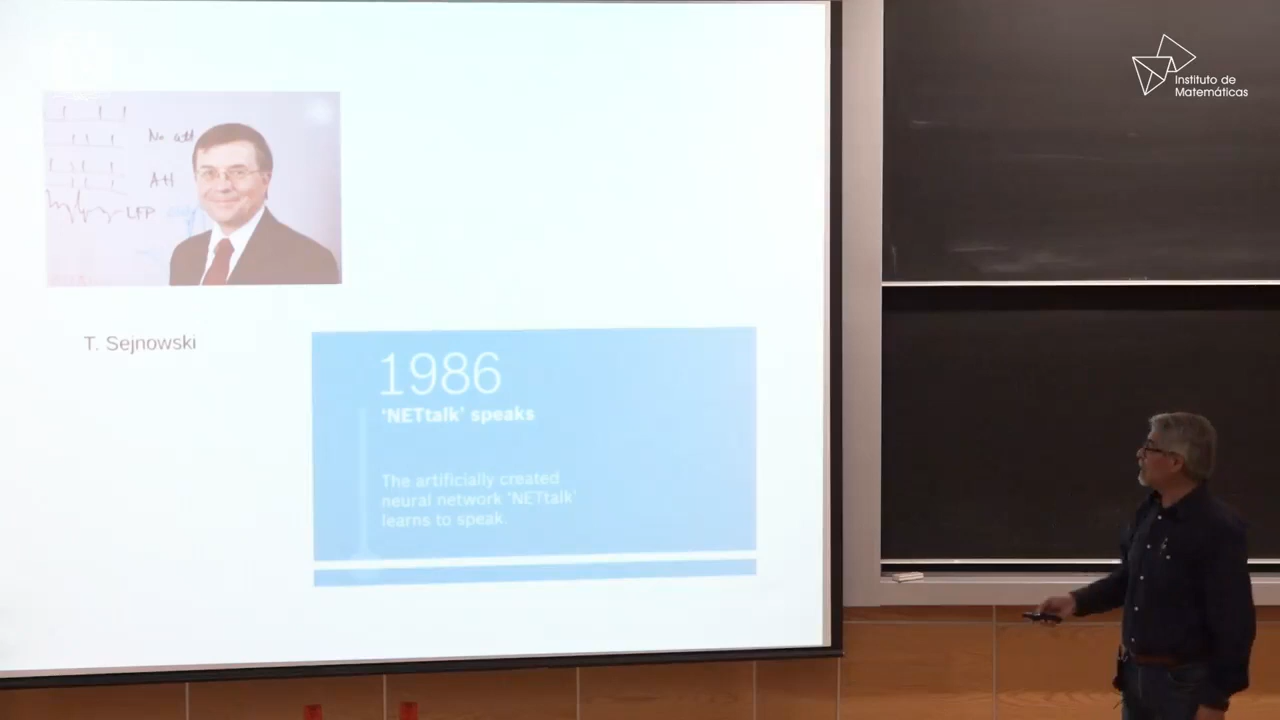 Instituto de
Matemáticas
No att
Att
LFP
T. Sejnowski
1986
‘NETtalk’ speaks
The artificially created
neural network ‘NETtalk’
learns to speak.